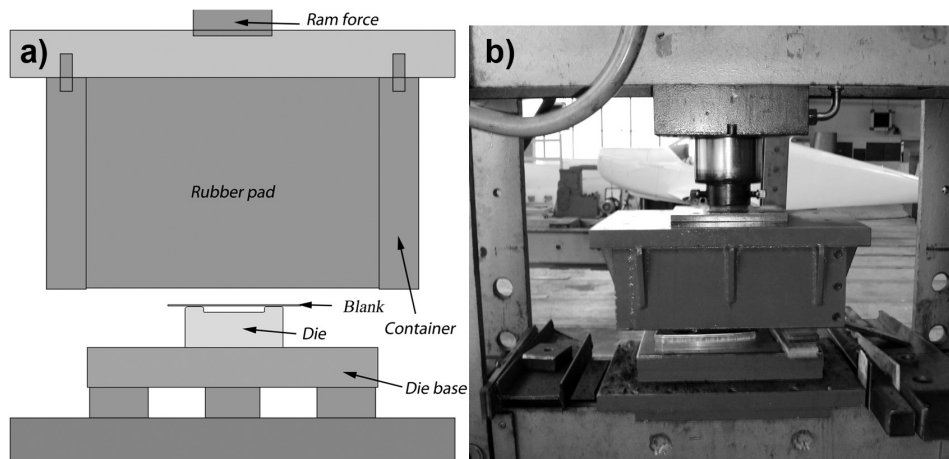 a)
Ram force
Rubber pad
Blank
Die
Container
Die base
b)